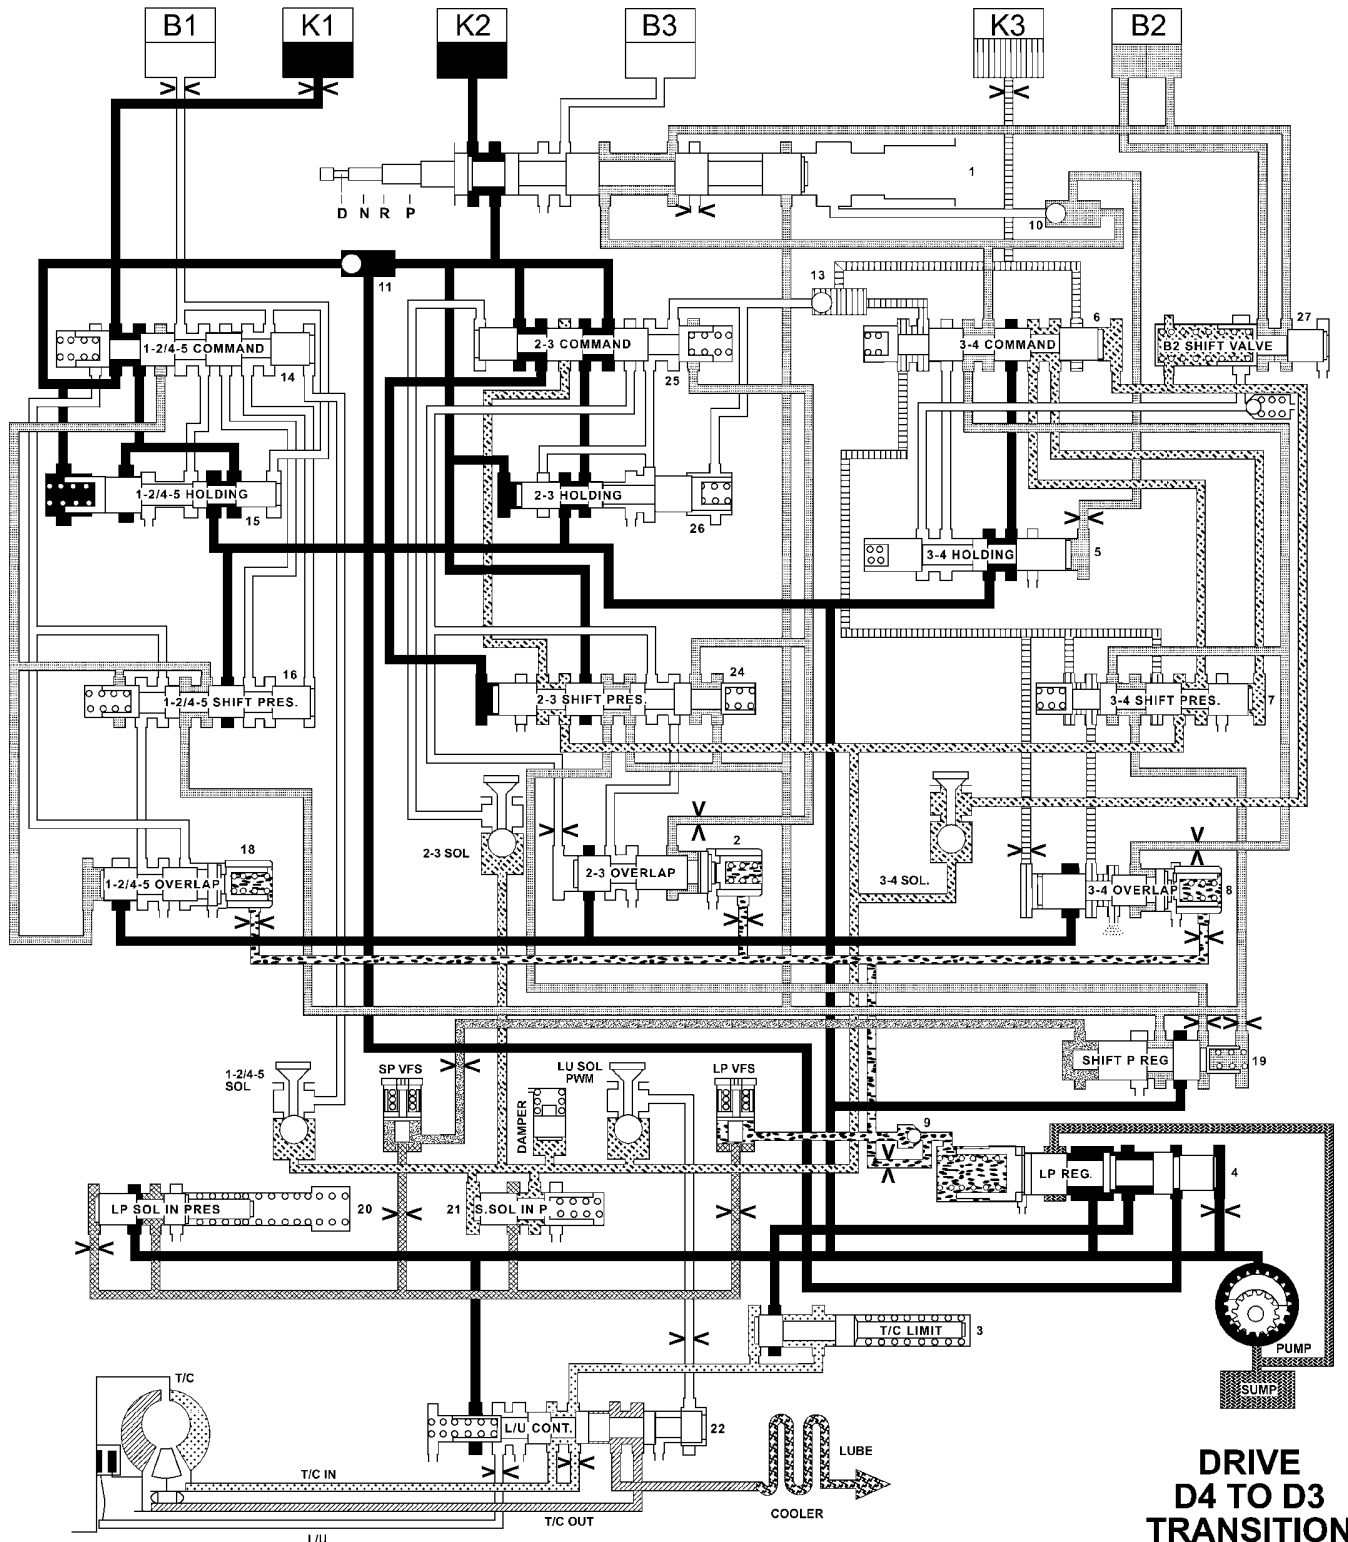 B1
K1
K2
B3
K3
B2
1
D N R P
10
11
13
6
27
1-2/4-5 COMMAND
2-3 COMMAND
3-4 COMMAND
B2 SHIFT VALVE
14
25
1-2/4-5 HOLDING
2-3 HOLDING
15
26
3-4 HOLDING
5
16
24
1-2/4-5 SHIFT PRES.
2-3 SHIFT PRES.
3-4 SHIFT PRES.
7
18
2-3 SOL
2
3-4 SOL.
1-2/4-5 OVERLAP
2-3 OVERLAP
3-4 OVERLAP
8
SHIFT P REG
19
1-2/4-5
SOL
SP VFS
LU SOL
PWM
LP VFS
DAMPER
9
LP REG.
4
LP SOL IN PRES
20
21
S.SOL IN P
T/C LIMIT
3
PUMP
SUMP
T/C
L/U CONT.
22
LUBE
T/C IN
COOLER
T/C OUT
L/U
DRIVE
D4 TO D3
TRANSITION